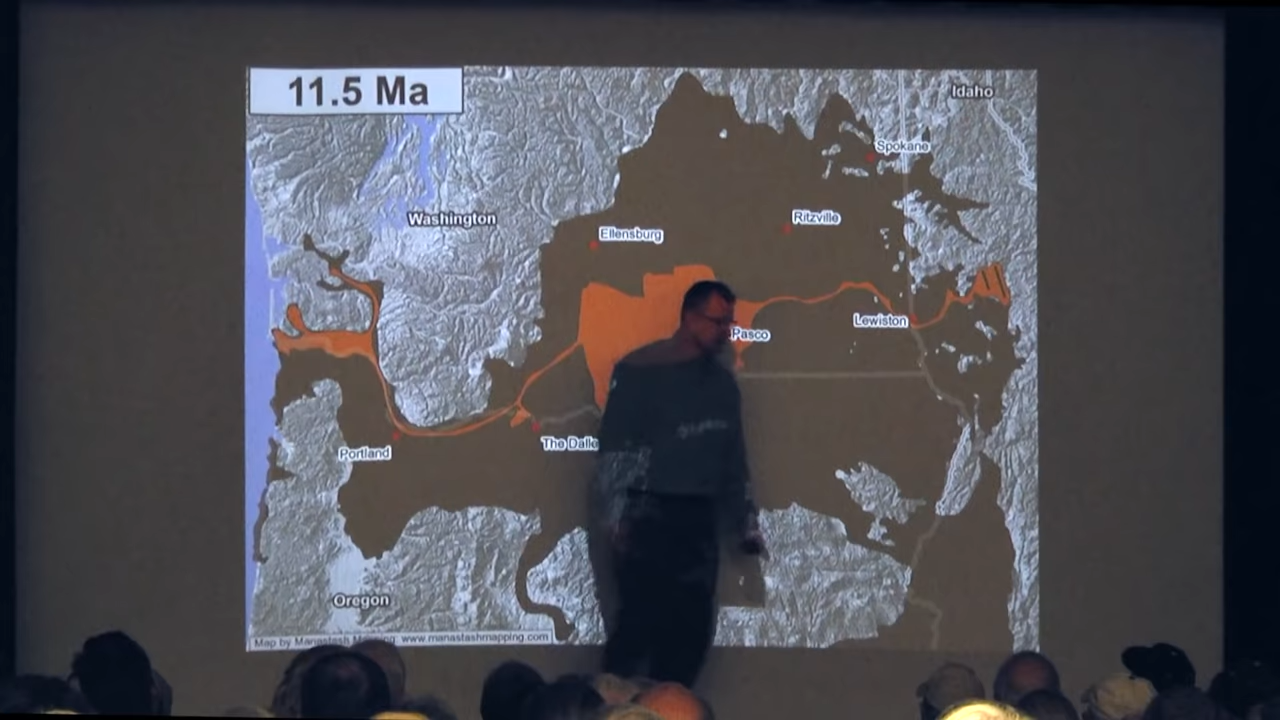 11.5 Ma
Idaho
Spokane
Washington
Ritzville
Ellensburg
Lewiston
Pasco
Portland
The Dalle
Oregon
Map by Manastash Mapping www.manastashmapping.com